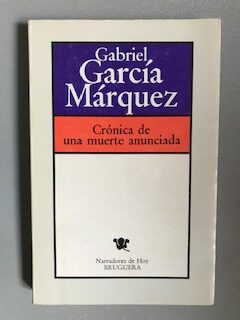 Gabriel
García
Márquez
Crónica de
una muerte anunciada
Narradores de Hoy
BRUGUERA